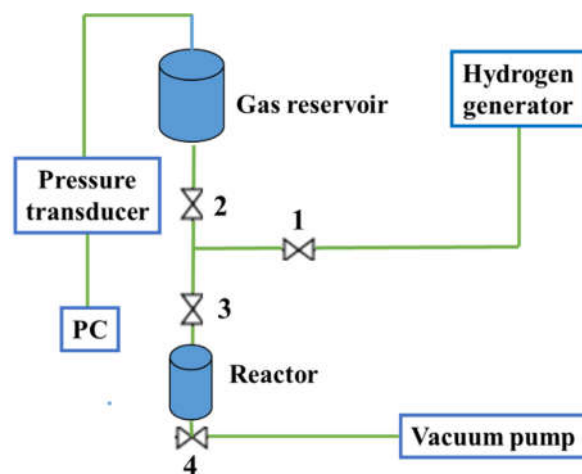 Hydrogen
generator
Gas reservoir
Pressure
transducer
2
1
3
PC
Reactor
Vacuum pump
4